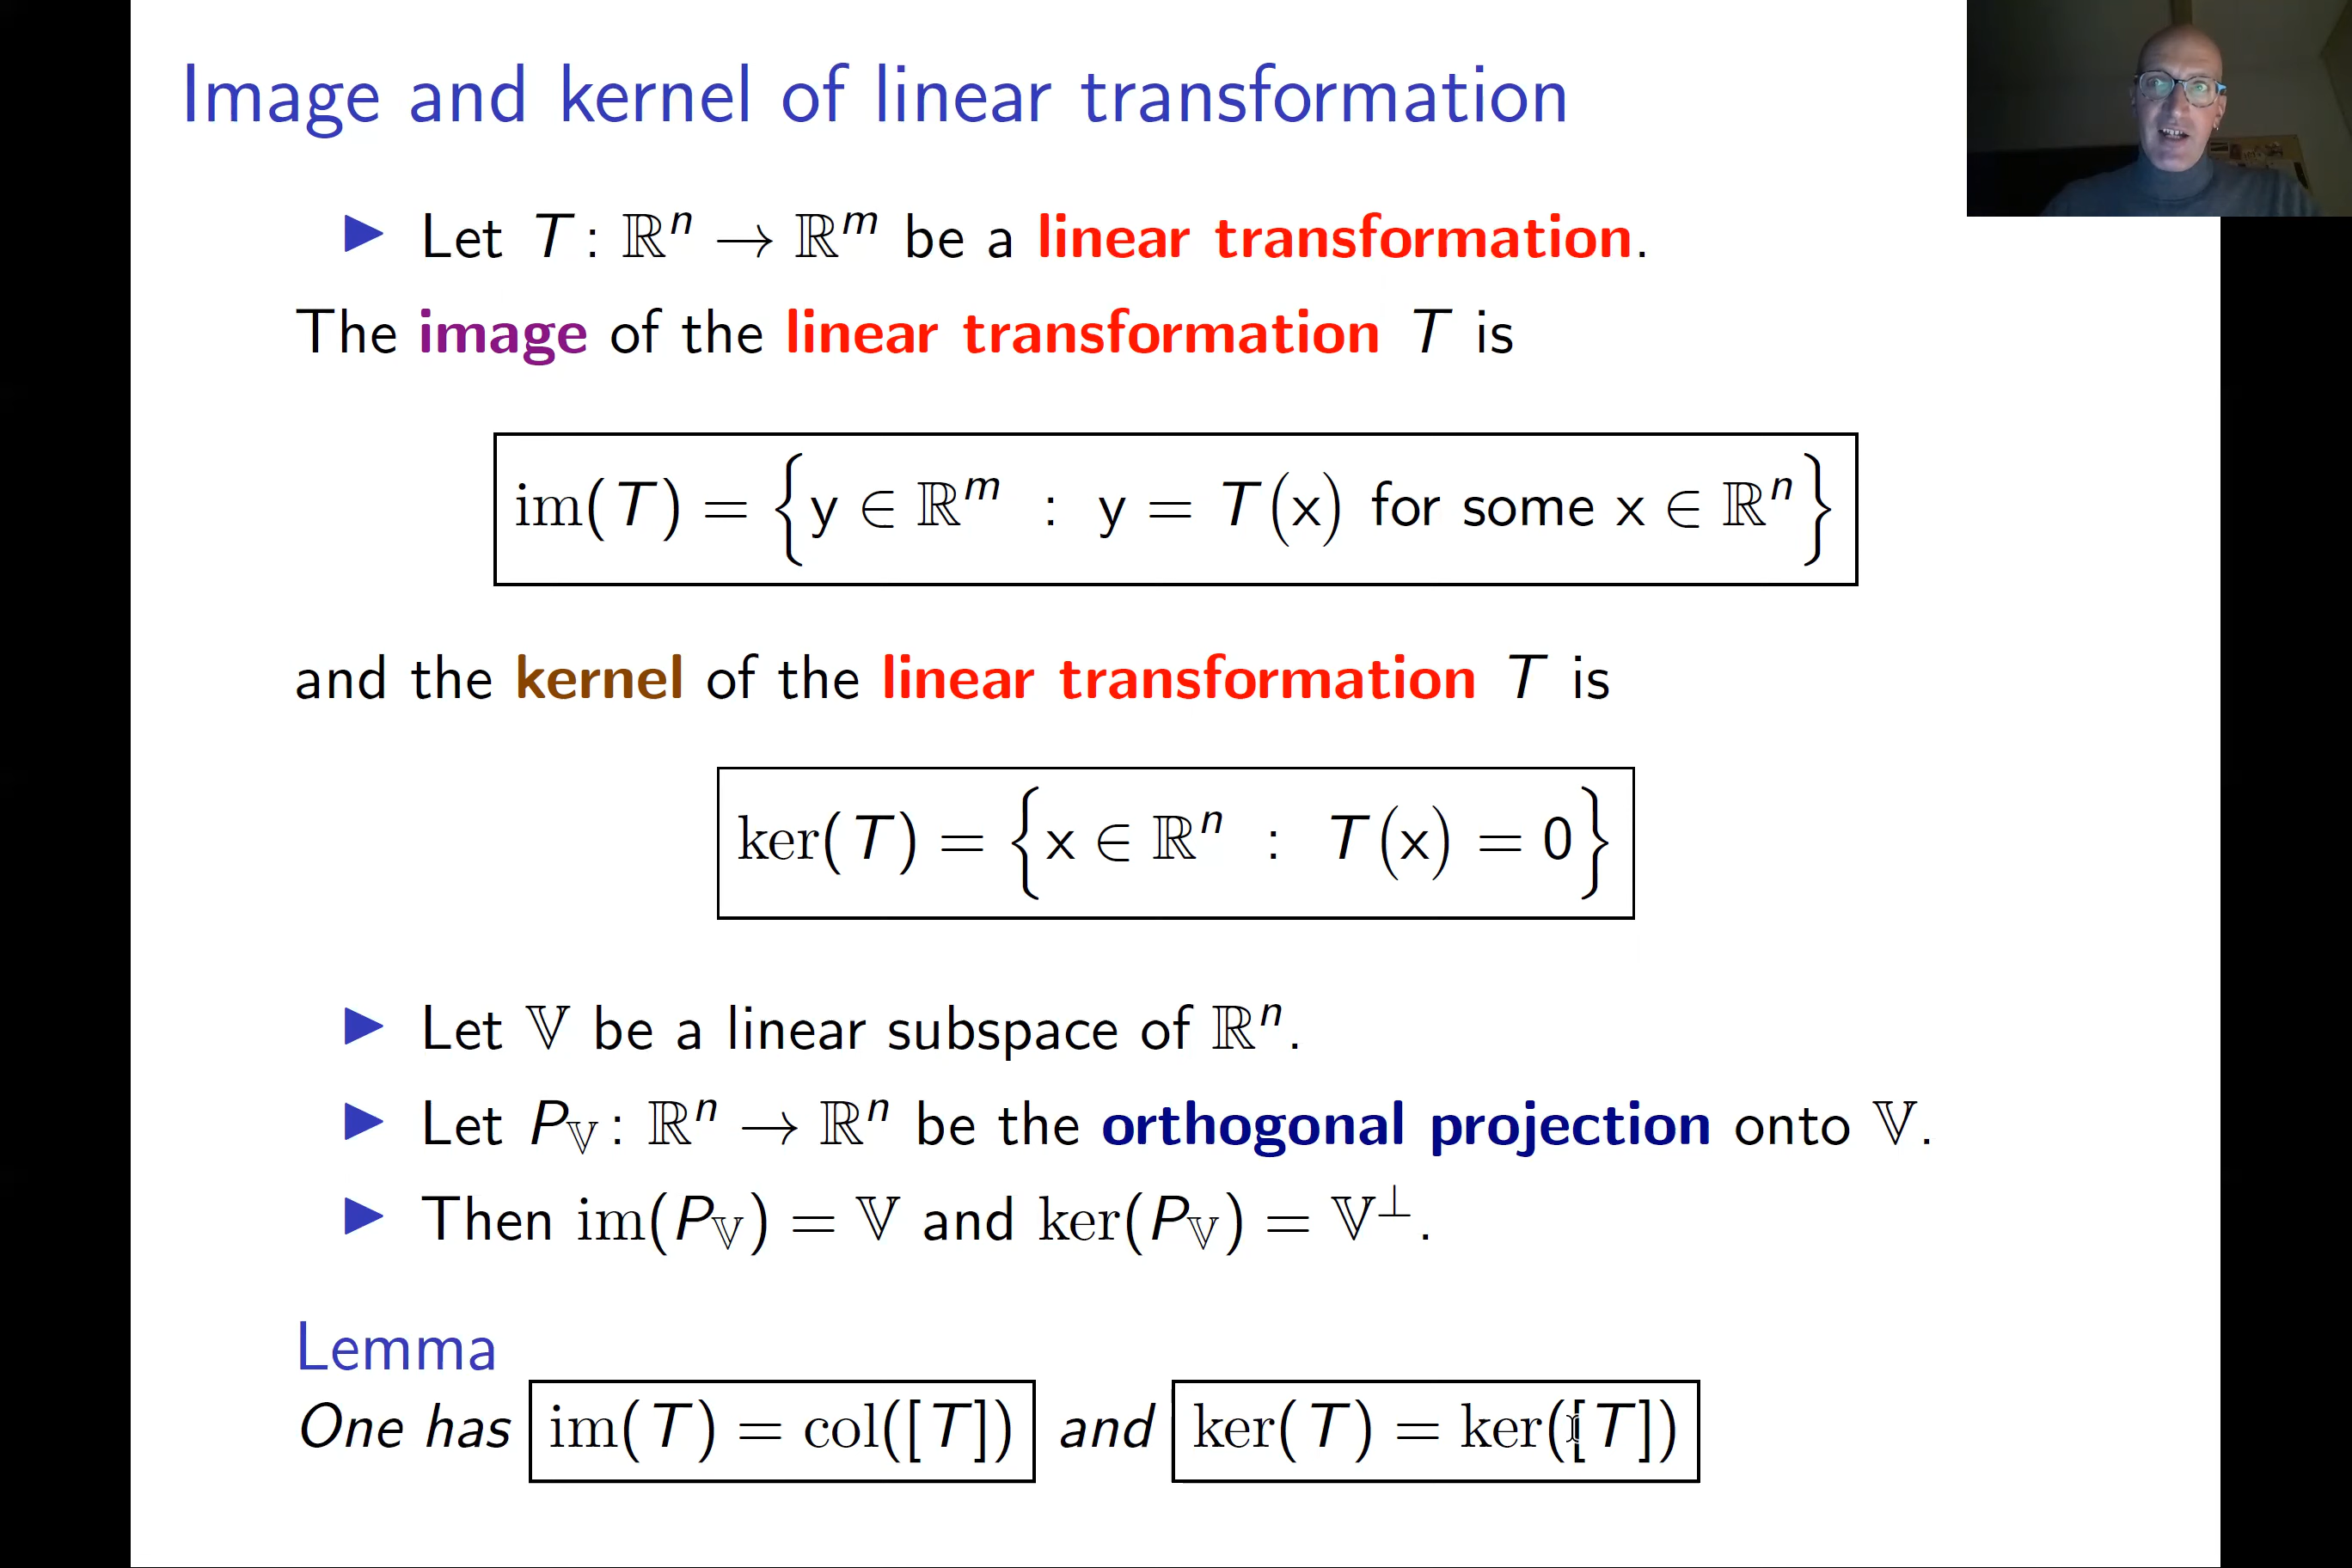 Image and kernel of linear transformation
▶ Let T : ℝⁿ → ℝᵐ be a linear transformation.
The image of the linear transformation T is
im(T) = {y ∈ ℝᵐ : y = T(x) for some x ∈ ℝⁿ}
and the kernel of the linear transformation T is
ker(T) = {x ∈ ℝⁿ : T(x) = 0}
▶ Let 𝕍 be a linear subspace of ℝⁿ.
▶ Let P_𝕍 : ℝⁿ → ℝⁿ be the orthogonal projection onto 𝕍.
▶ Then im(P_𝕍) = 𝕍 and ker(P_𝕍) = 𝕍^⊥.
Lemma
One has im(T) = col([T]) and ker(T) = ker([T])